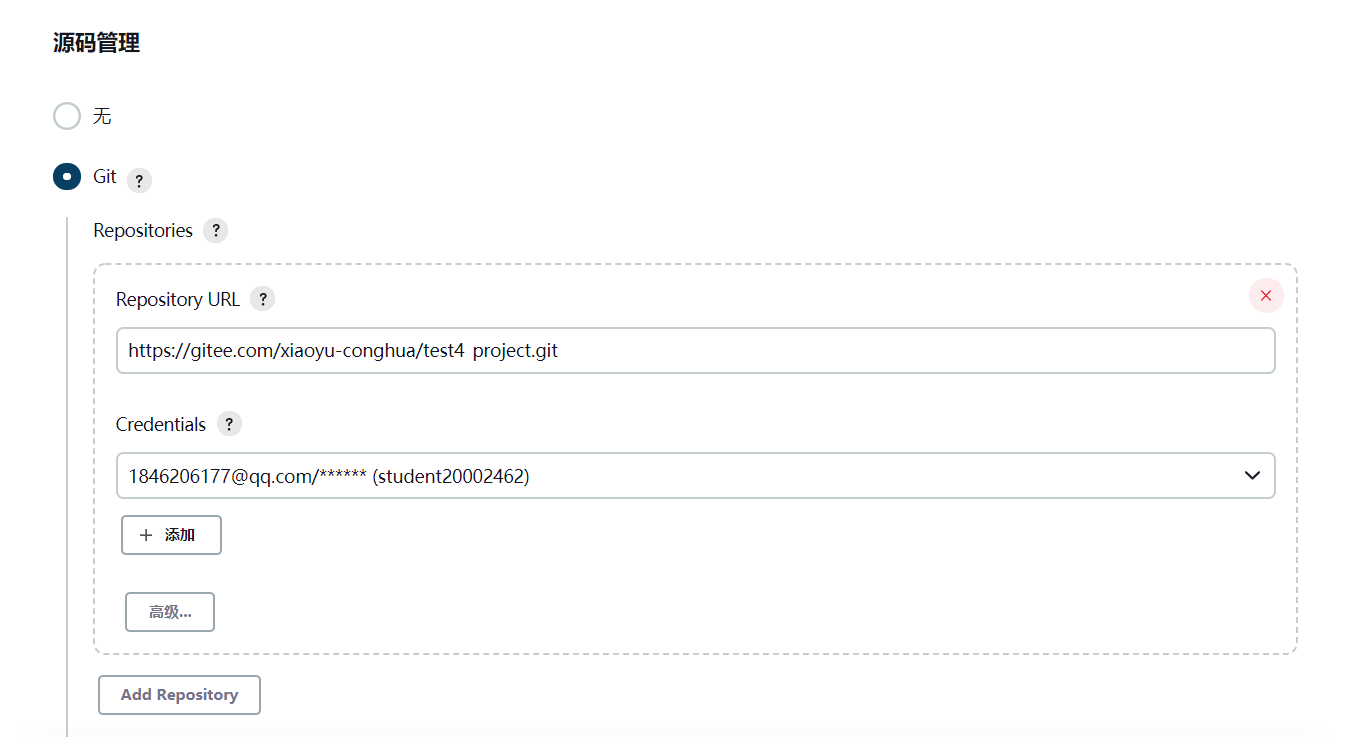 源码管理
无
Git ?
Repositories ?
Repository URL ?
https://gitee.com/xiaoyu-conghua/test4 project.git
Credentials ?
1846206177@qq.com/****** (student20002462)
+ 添加
高级...
Add Repository